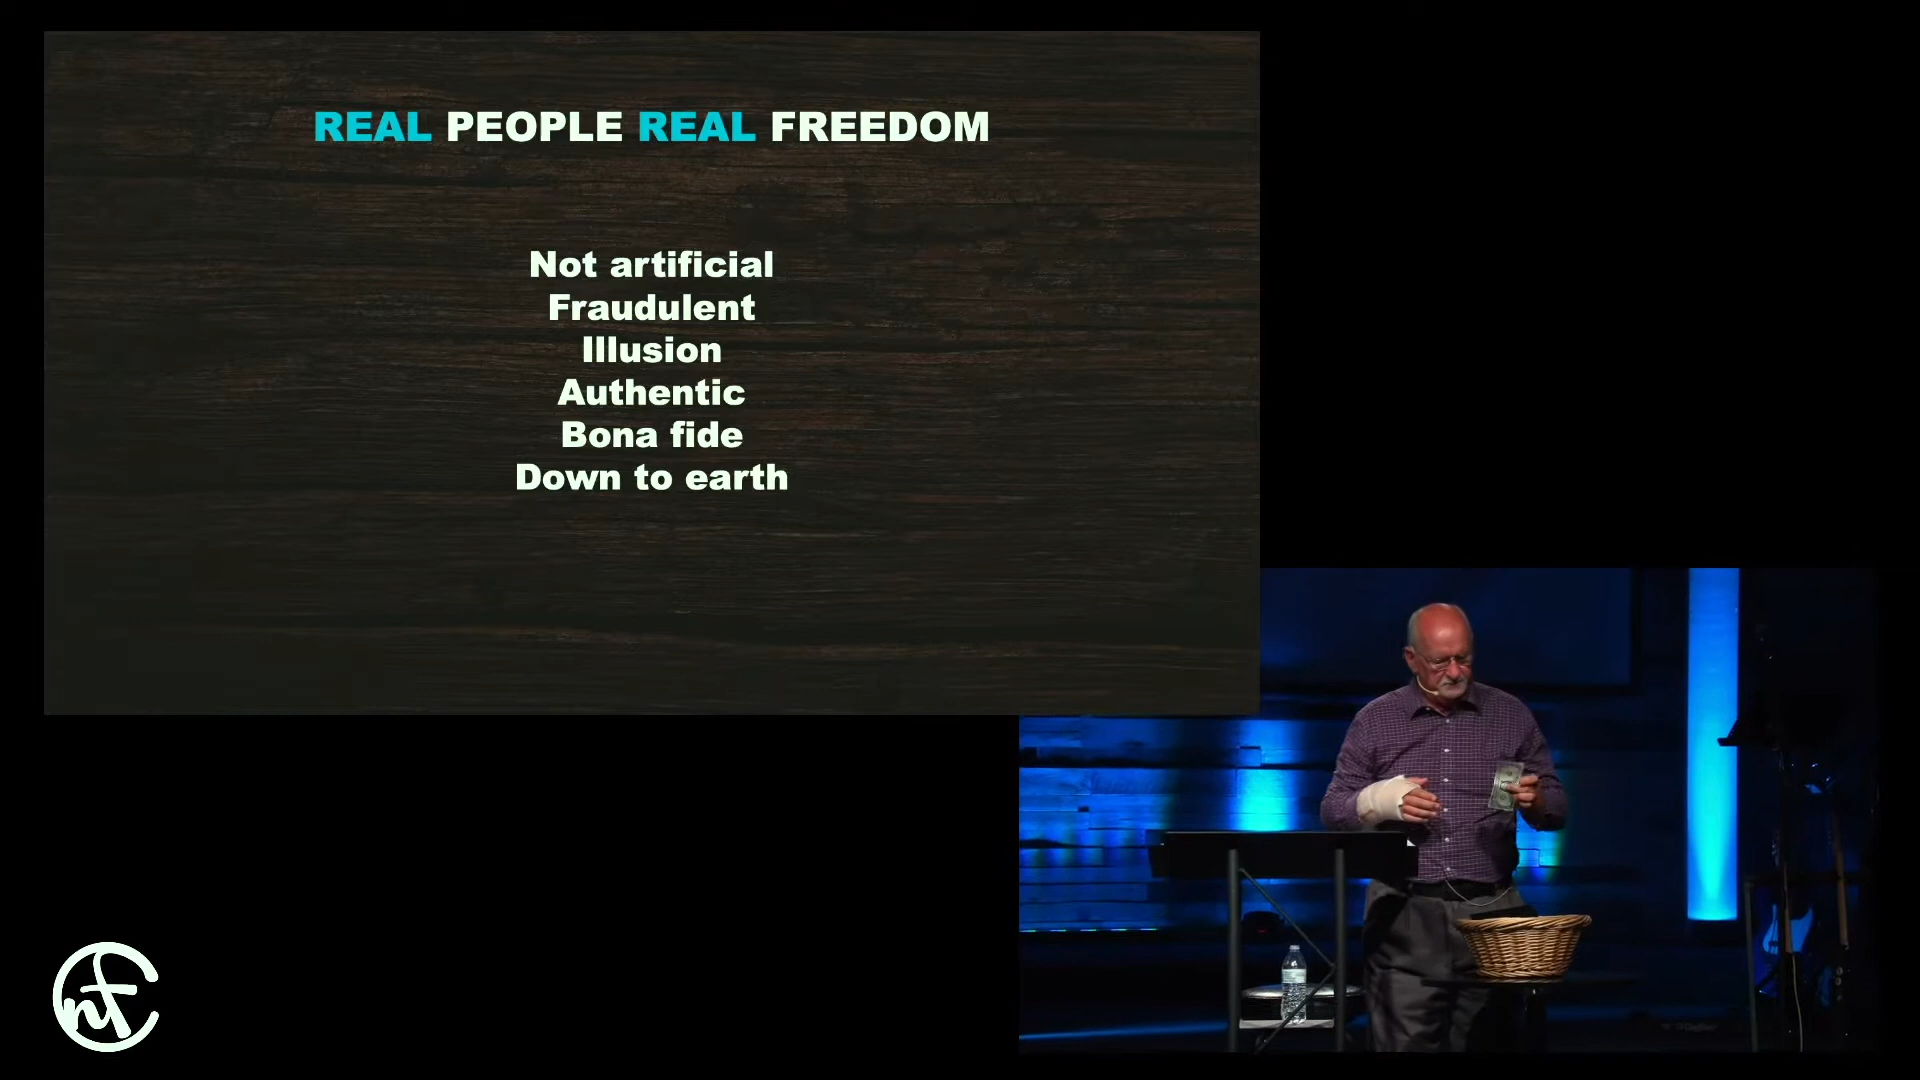 REAL PEOPLE REAL FREEDOM
Not artificial
Fraudulent
Illusion
Authentic
Bona fide
Down to earth